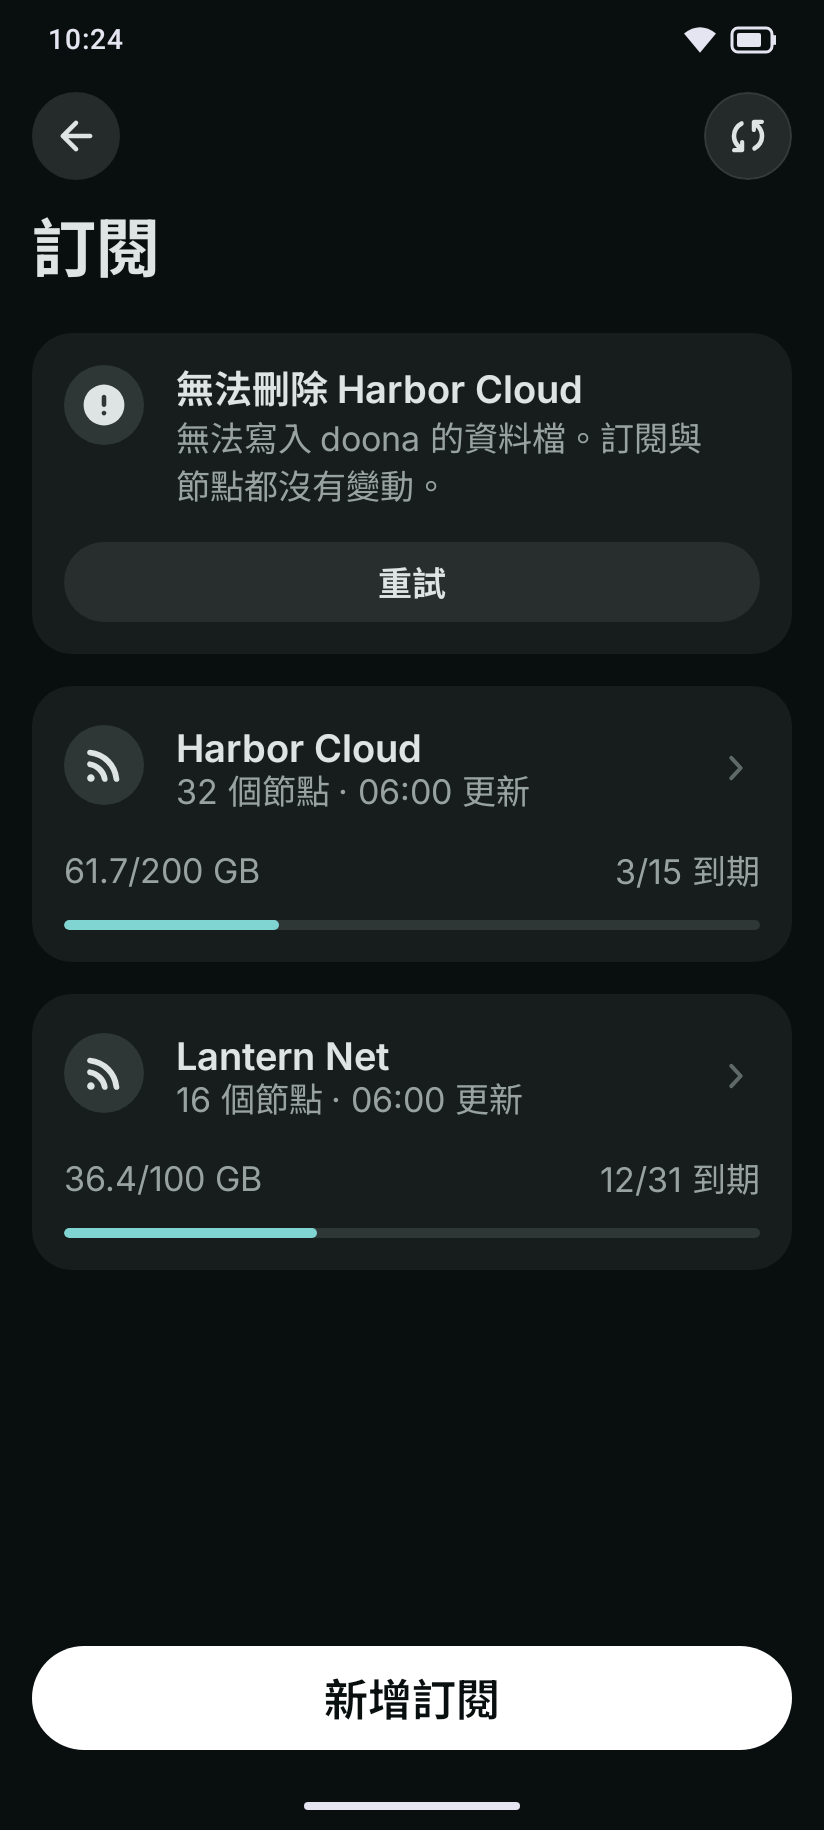 10:24
訂閱
無法刪除 Harbor Cloud
無法寫入 doona 的資料檔。訂閱與
節點都沒有變動。
重試
Harbor Cloud
32 個節點 · 06:00 更新
61.7/200 GB
3/15 到期
Lantern Net
16 個節點 · 06:00 更新
36.4/100 GB
12/31 到期
新增訂閱